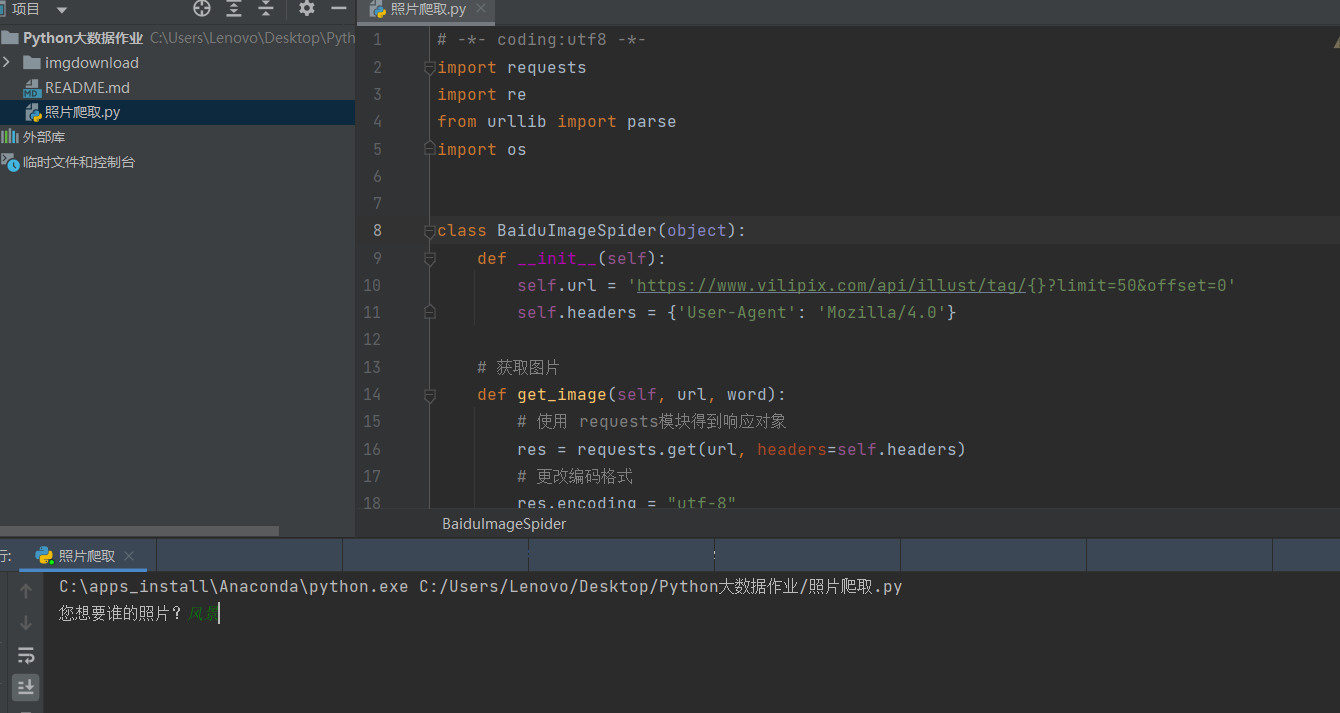 项目
照片爬取.py
Python大数据作业 C:\Users\Lenovo\Desktop\Pyth
imgdownload
MD README.md
照片爬取.py
外部库
临时文件和控制台
1 # -*- coding:utf8 -*-
2 import requests
3 import re
4 from urllib import parse
5 import os
6
7
8 class BaiduImageSpider(object):
9 def __init__(self):
10 self.url = 'https://www.vilipix.com/api/illust/tag/{}?limit=50&offset=0'
11 self.headers = {'User-Agent': 'Mozilla/4.0'}
12
13 # 获取图片
14 def get_image(self, url, word):
15 # 使用 requests模块得到响应对象
16 res = requests.get(url, headers=self.headers)
17 # 更改编码格式
18 res.encoding = "utf-8"
BaiduImageSpider
行: 照片爬取
C:\apps_install\Anaconda\python.exe C:/Users/Lenovo/Desktop/Python大数据作业/照片爬取.py
您想要谁的照片? 风景